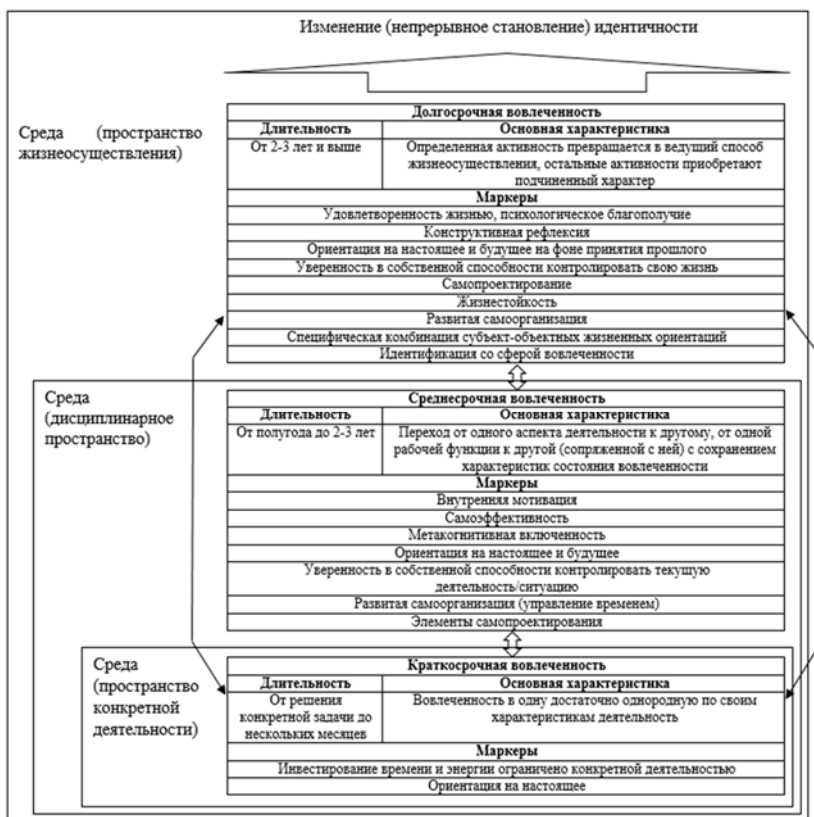 Изменение (непрерывное становление) идентичности
Среда (пространство
жизнеосуществления)
Долгосрочная вовлеченность
Длительность
Основная характеристика
От 2-3 лет и выше
Определенная активность превращается в ведущий способ
жизнеосуществления, остальные активности приобретают
подчиненный характер
Маркеры
Удовлетворенность жизнью, психологическое благополучие
Конструктивная рефлексия
Ориентация на настоящее и будущее на фоне принятия прошлого
Уверенность в собственной способности контролировать свою жизнь
Самопроектирование
Жизнестойкость
Развитая самоорганизация
Специфическая комбинация субъект-объектных жизненных ориентаций
Идентификация со сферой вовлеченности
Среда
(дисциплинарное
пространство)
Среднесрочная вовлеченность
Длительность
Основная характеристика
От полугода до 2-3 лет
Переход от одного аспекта деятельности к другому, от одной
рабочей функции к другой (сопряженной с ней) с сохранением
характеристик состояния вовлеченности
Маркеры
Внутренняя мотивация
Самоэффективность
Метакогнитивная включенность
Ориентация на настоящее и будущее
Уверенность в собственной способности контролировать текущую
деятельность/ситуацию
Развитая самоорганизация (управление временем)
Элементы самопроектирования
Среда
(пространство
конкретной
деятельности)
Краткосрочная вовлеченность
Длительность
Основная характеристика
От решения
конкретной задачи до
нескольких месяцев
Вовлеченность в одну достаточно однородную по своим
характеристикам деятельность
Маркеры
Инвестирование времени и энергии ограничено конкретной деятельностью
Ориентация на настоящее